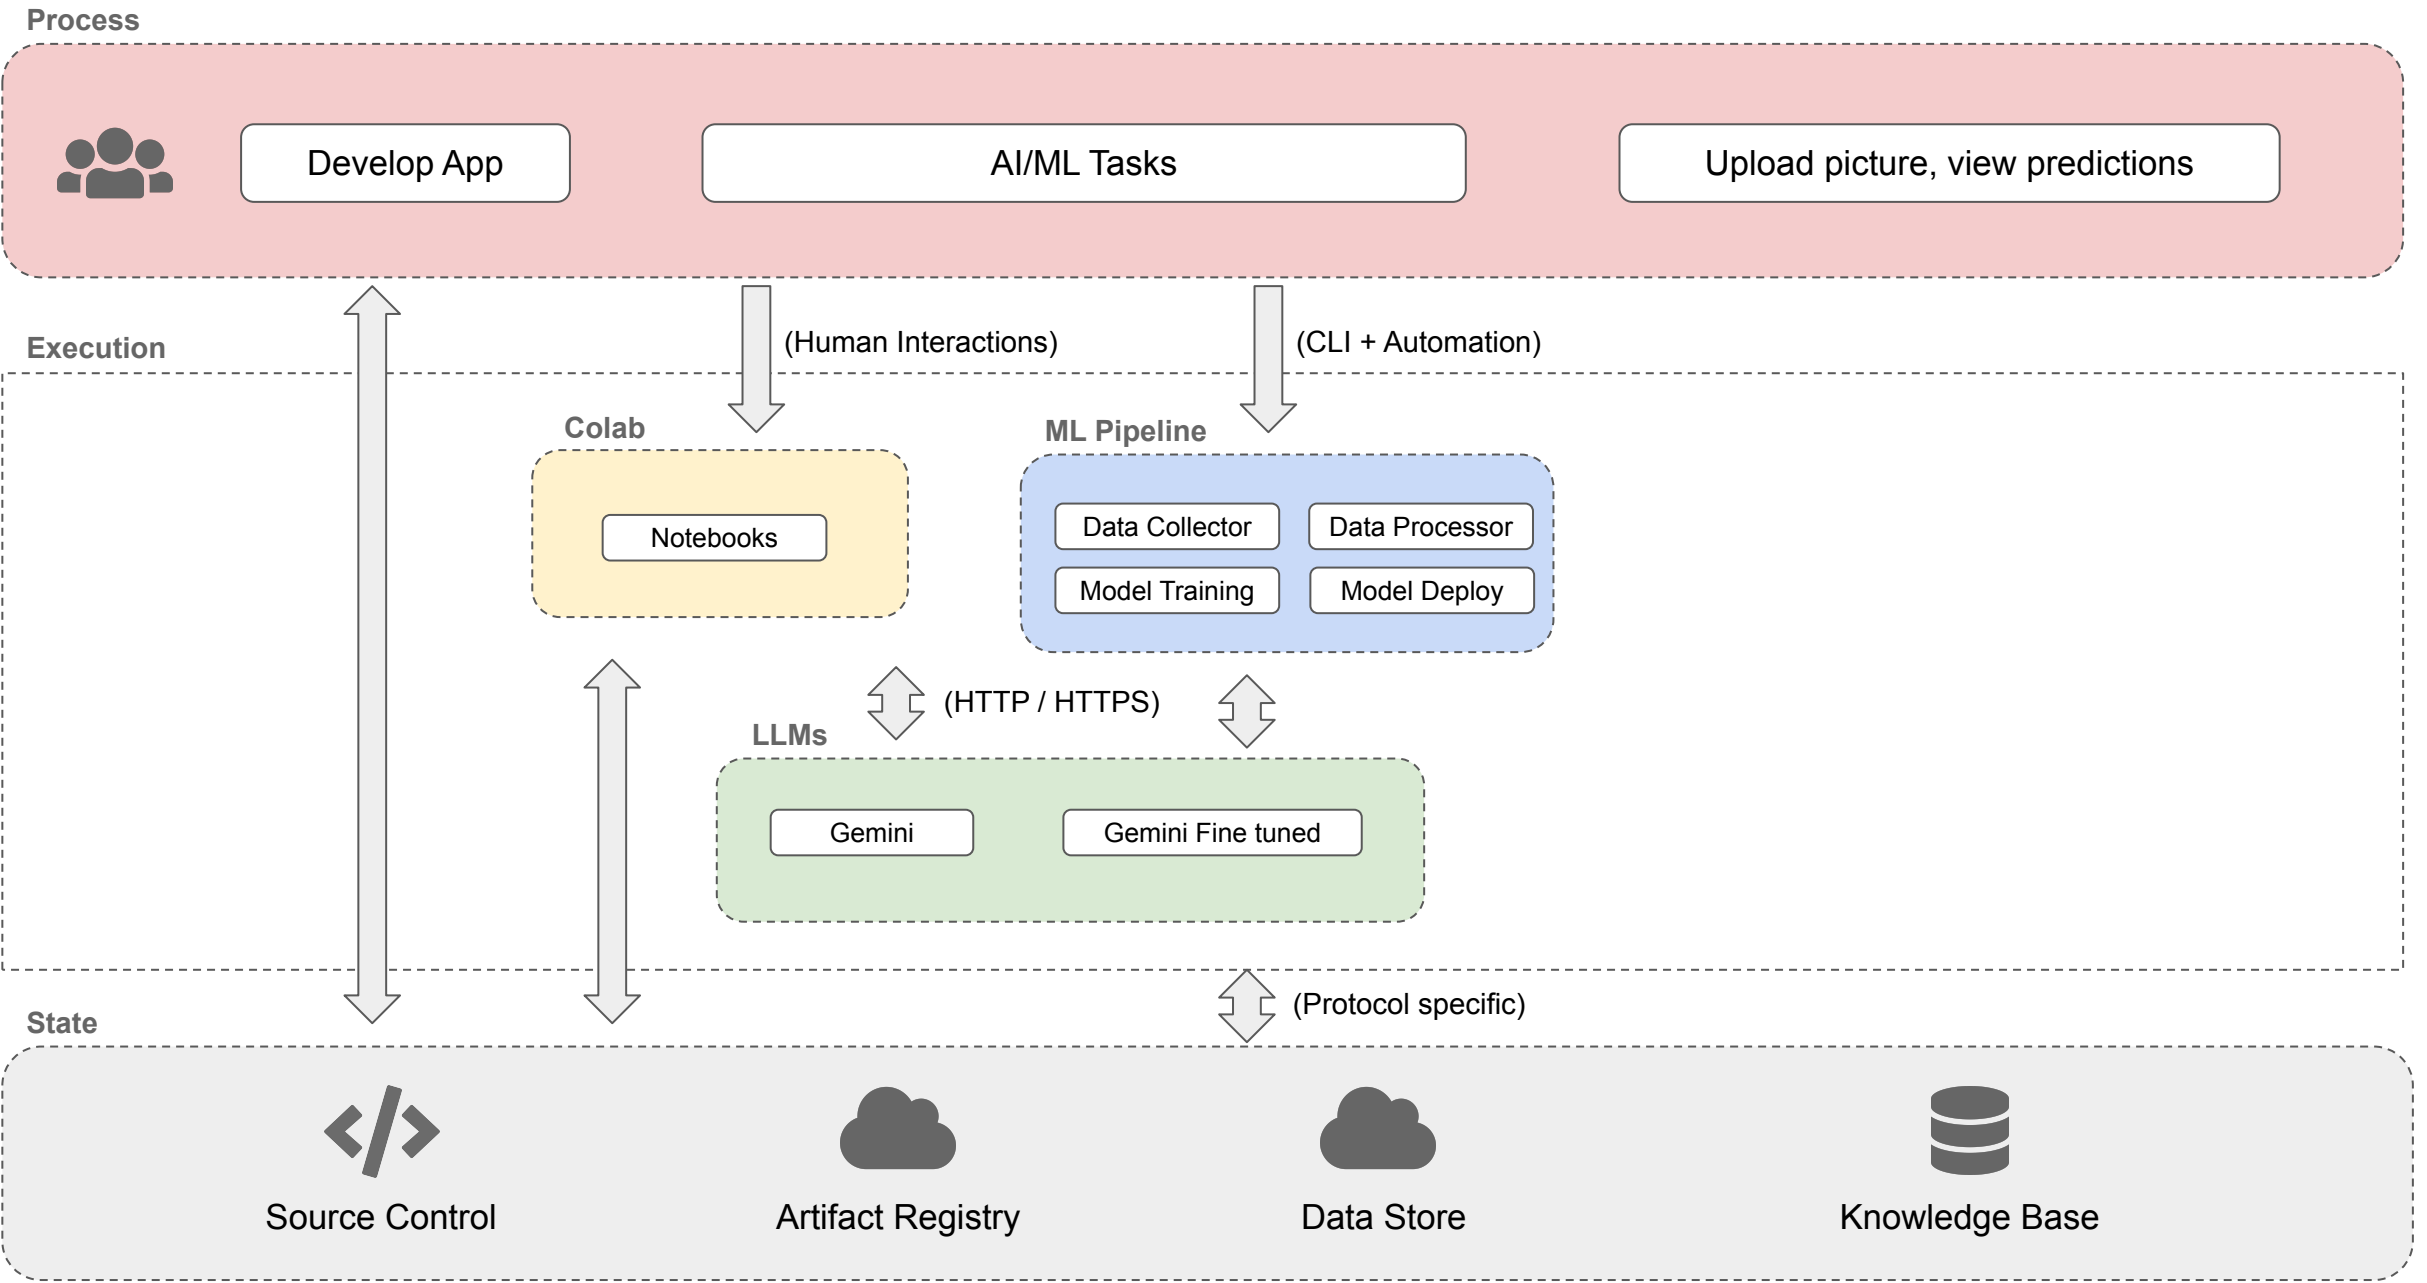 Process
Develop App
AI/ML Tasks
Upload picture, view predictions
(Human Interactions)
(CLI + Automation)
Execution
Colab
ML Pipeline
Notebooks
Data Collector
Data Processor
Model Training
Model Deploy
(HTTP / HTTPS)
LLMs
Gemini
Gemini Fine tuned
(Protocol specific)
State
Source Control
Artifact Registry
Data Store
Knowledge Base